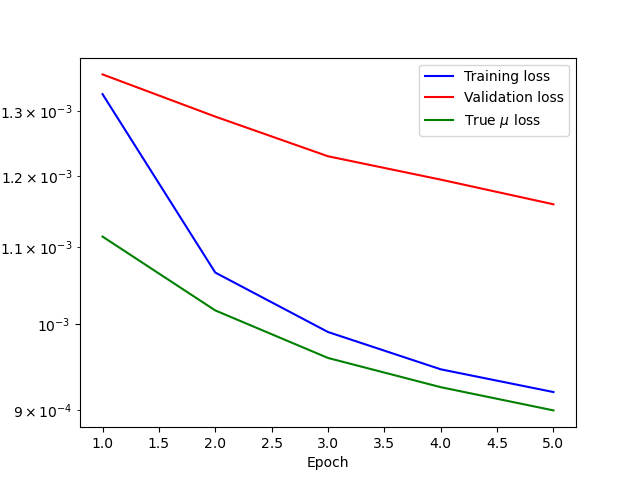 Training loss
Validation loss
True μ loss
1.3 × 10⁻³
1.2 × 10⁻³
1.1 × 10⁻³
10⁻³
9 × 10⁻⁴
1.0 1.5 2.0 2.5 3.0 3.5 4.0 4.5 5.0
Epoch